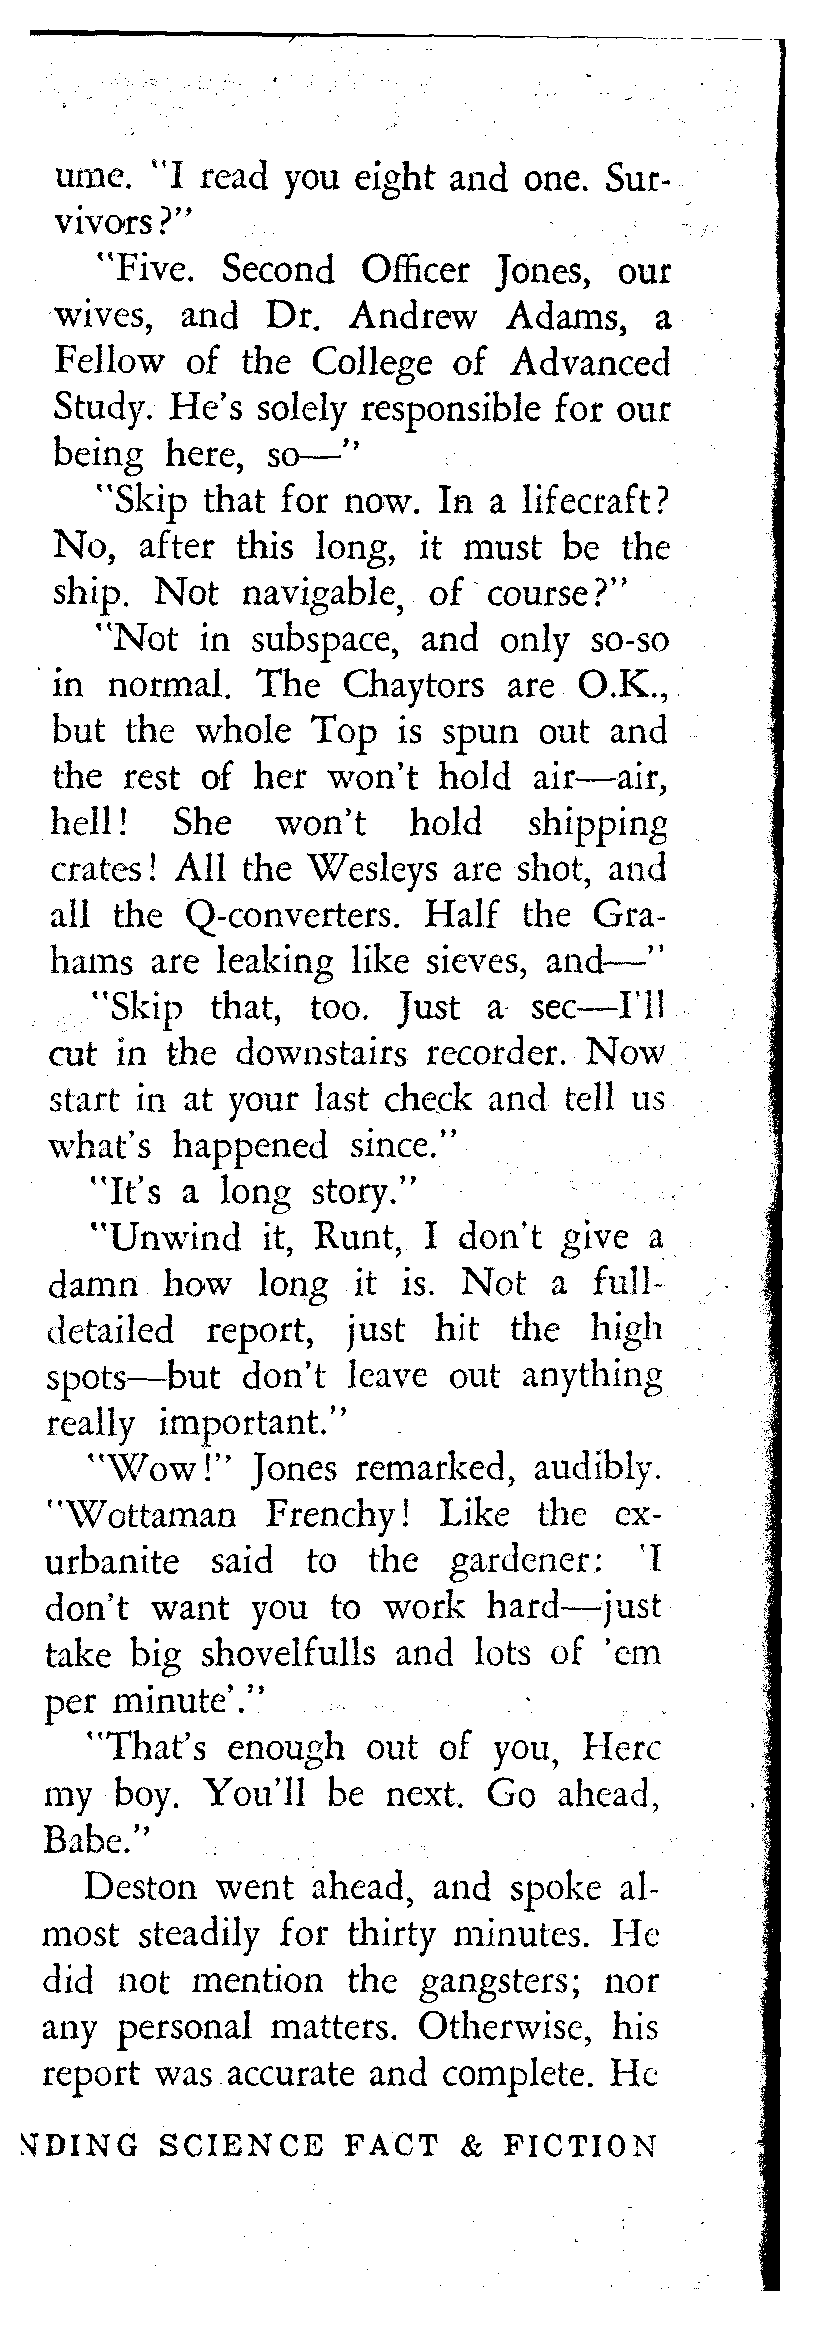 ume. "I read you eight and one. Sur-
vivors?"
"Five. Second Officer Jones, our
wives, and Dr. Andrew Adams, a
Fellow of the College of Advanced
Study. He's solely responsible for our
being here, so—"
"Skip that for now. In a lifecraft?
No, after this long, it must be the
ship. Not navigable, of course?"
"Not in subspace, and only so-so
in normal. The Chaytors are O.K.,
but the whole Top is spun out and
the rest of her won't hold air—air,
hell! She won't hold shipping
crates! All the Wesleys are shot, and
all the Q-converters. Half the Gra-
hams are leaking like sieves, and—"
"Skip that, too. Just a sec—I'll
cut in the downstairs recorder. Now
start in at your last check and tell us
what's happened since."
"It's a long story."
"Unwind it, Runt, I don't give a
damn how long it is. Not a full-
detailed report, just hit the high
spots—but don't leave out anything
really important."
"Wow!" Jones remarked, audibly.
"Wottaman Frenchy! Like the ex-
urbanite said to the gardener: 'I
don't want you to work hard—just
take big shovelfulls and lots of 'em
per minute'."
"That's enough out of you, Herc
my boy. You'll be next. Go ahead,
Babe."
Deston went ahead, and spoke al-
most steadily for thirty minutes. He
did not mention the gangsters; nor
any personal matters. Otherwise, his
report was accurate and complete. He
NDING SCIENCE FACT & FICTION